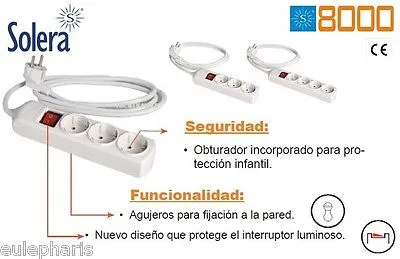 Solera®
S
S
8000
CE
Seguridad:
• Obturador incorporado para pro-
tección infantil.
Funcionalidad:
• Agujeros para fijación a la pared.
• Nuevo diseño que protege el interruptor luminoso.
eulepharis